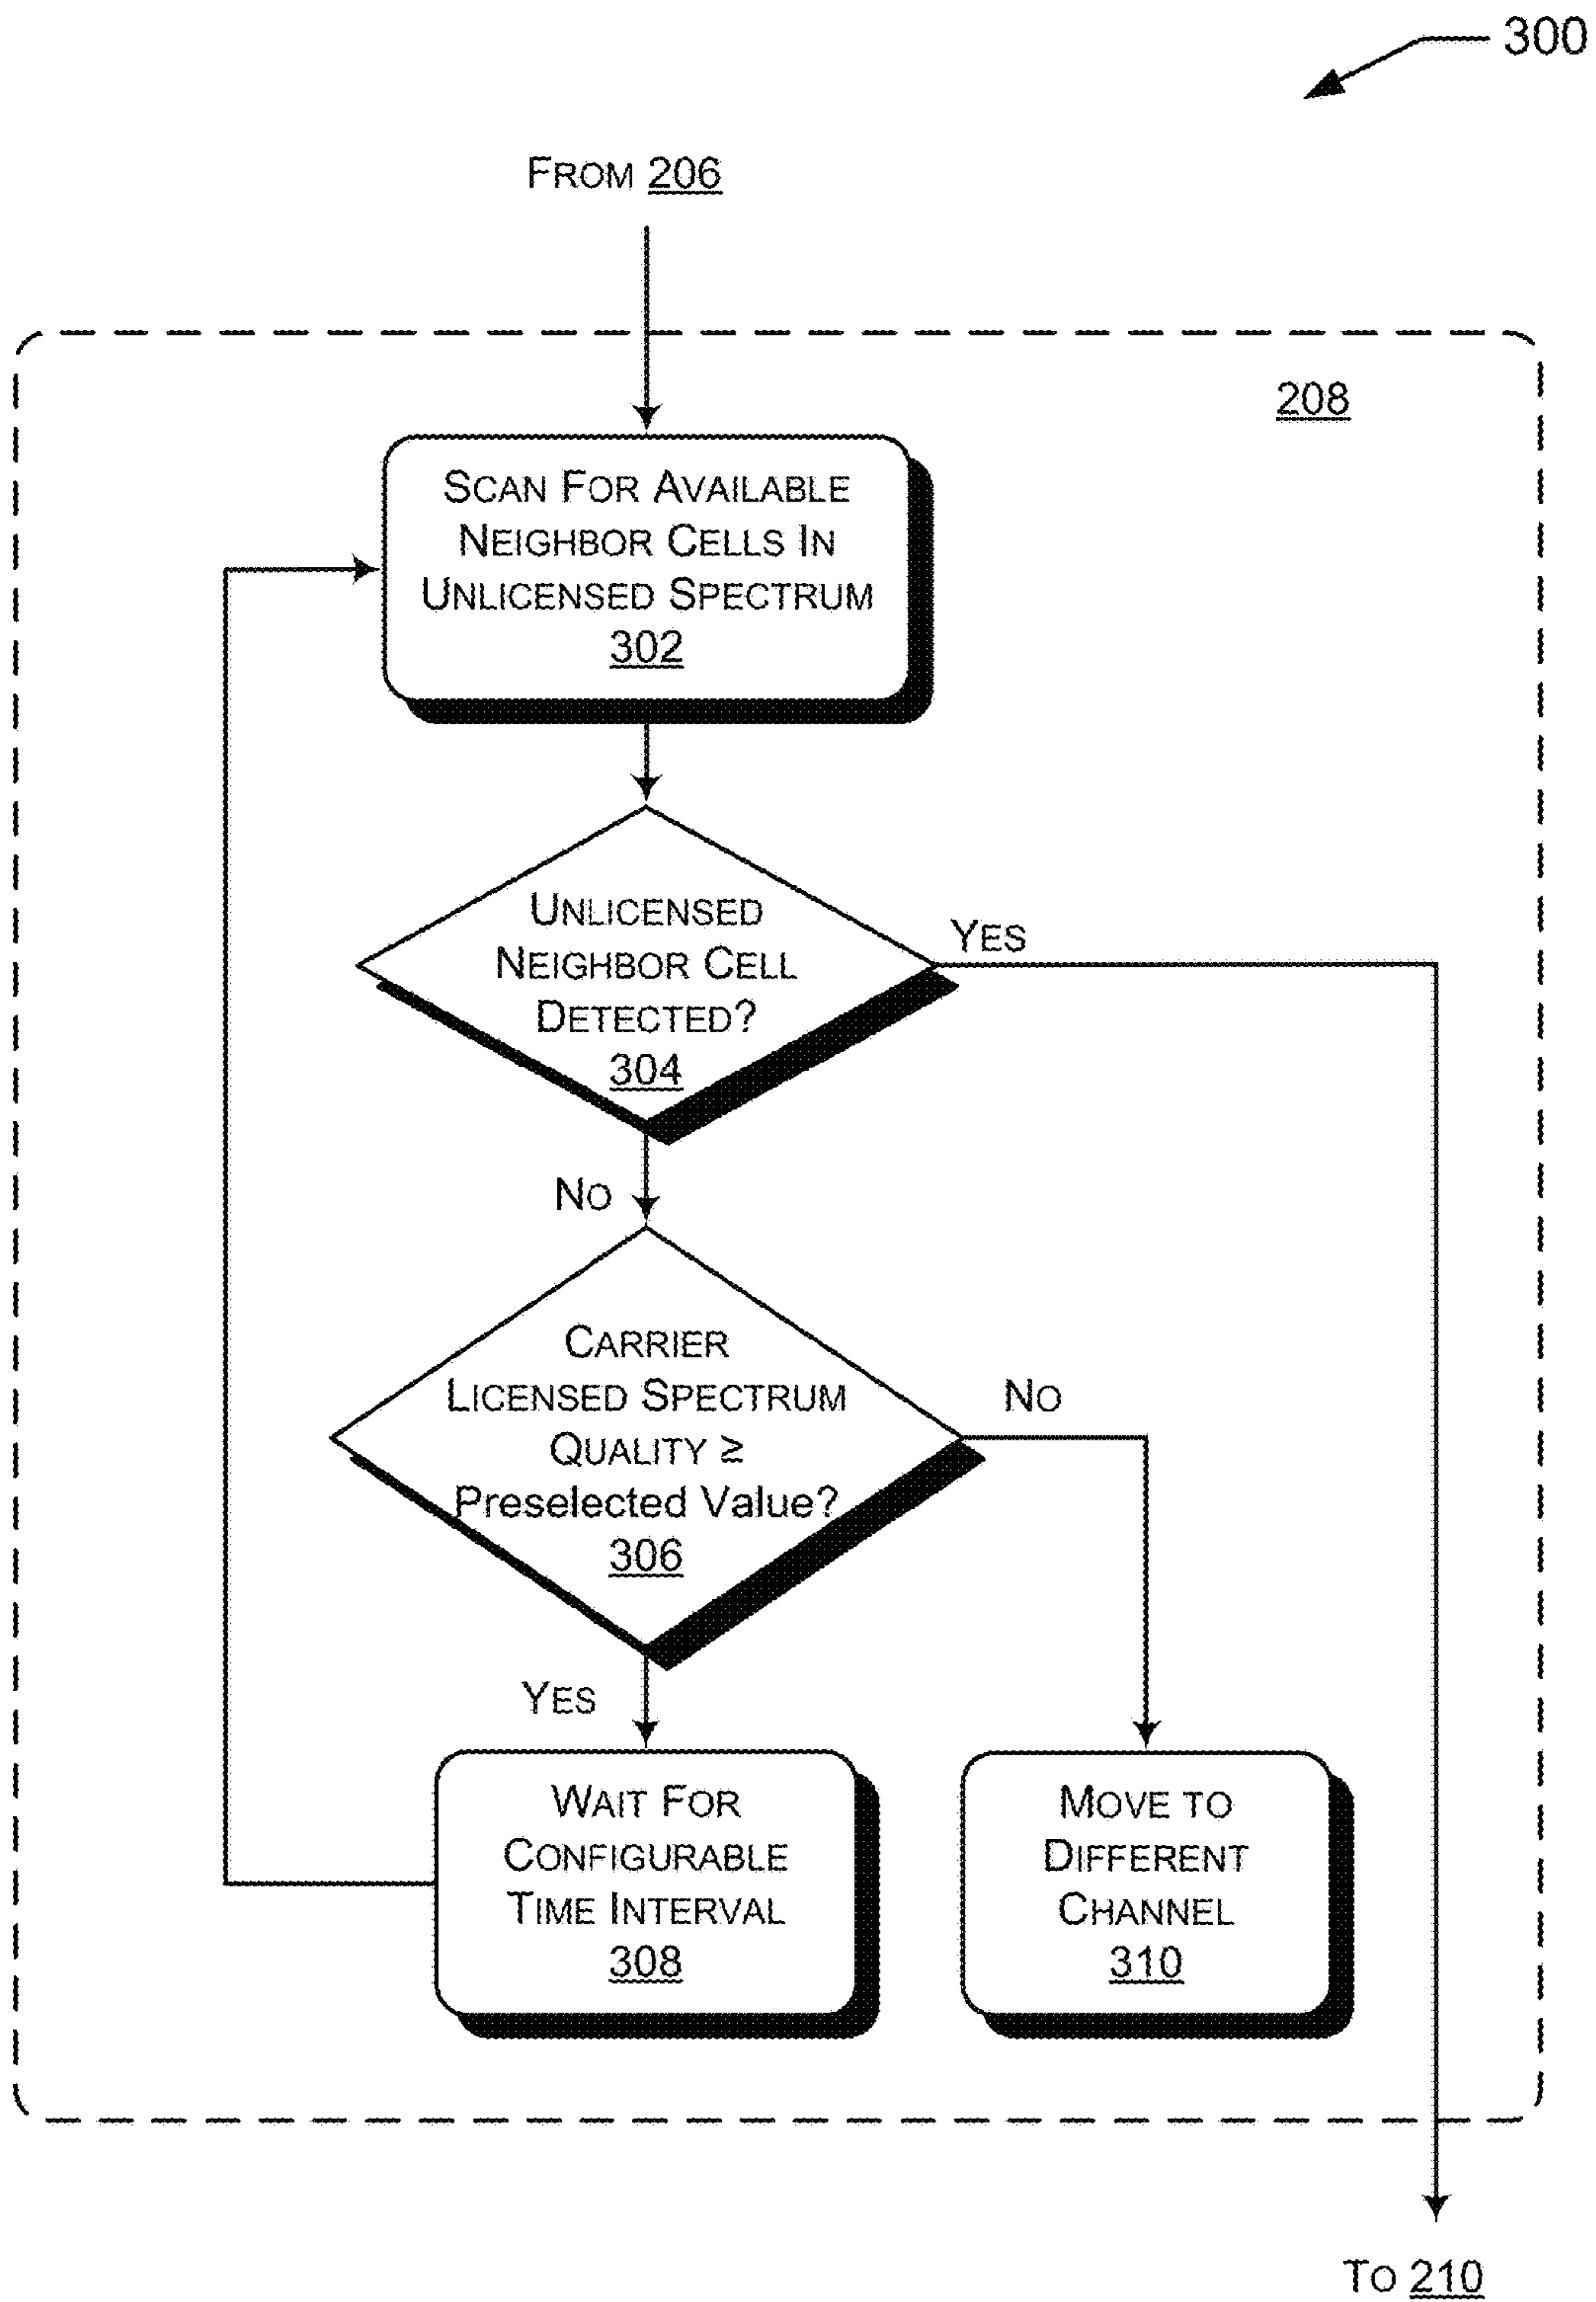 300
FROM 206
208
SCAN FOR AVAILABLE
NEIGHBOR CELLS IN
UNLICENSED SPECTRUM
302
UNLICENSED
NEIGHBOR CELL
DETECTED?
304
YES
NO
CARRIER
LICENSED SPECTRUM
QUALITY ≥
Preselected Value?
306
NO
YES
WAIT FOR
CONFIGURABLE
TIME INTERVAL
308
MOVE TO
DIFFERENT
CHANNEL
310
TO 210